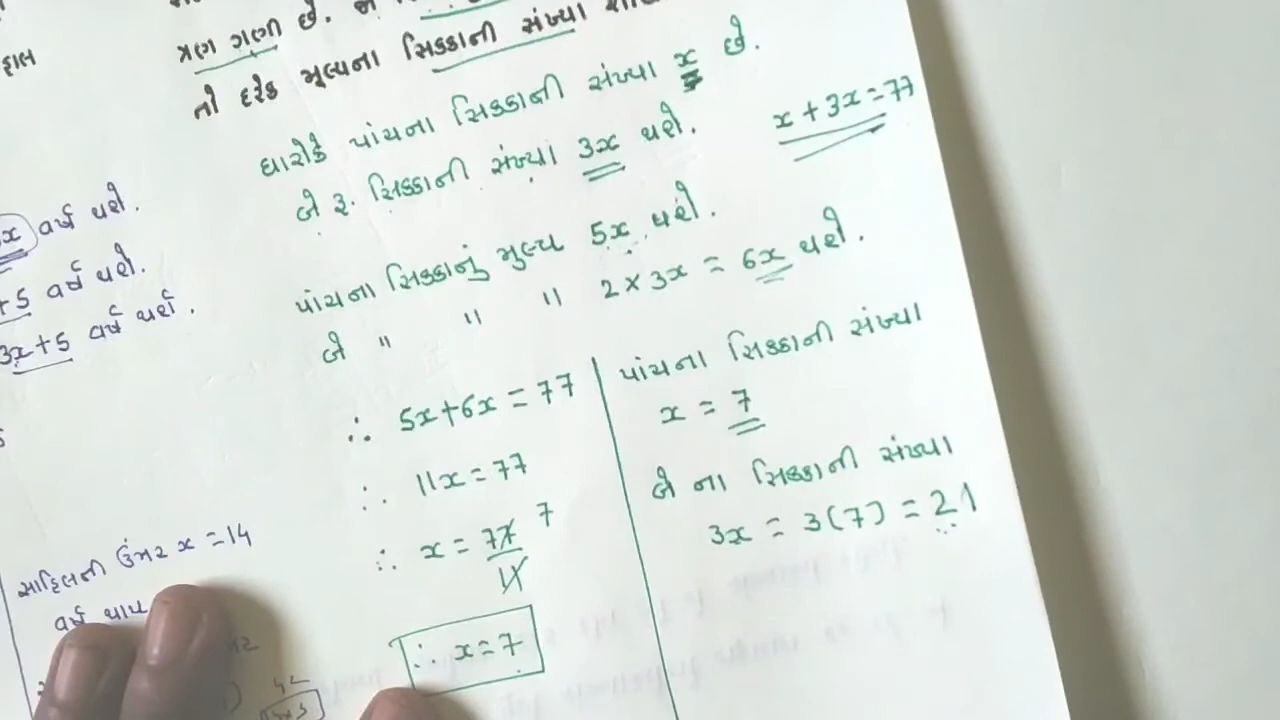 હાલ
ત્રણ ગણી છે.
તો દરેક મૂલ્યના સિક્કાની સંખ્યા
ધારોકે પાંચના સિક્કાની સંખ્યા x છે.
બે રૂ. સિક્કાની સંખ્યા 3x થશે.
x + 3x = 77
પાંચના સિક્કાનું મુલ્ય 5x થશે.
બે " " " 2 × 3x = 6x થશે.
∴ 5x + 6x = 77
∴ 11x = 77
∴ x = 77/11 7
∴ x = 7
પાંચના સિક્કાની સંખ્યા
x = 7
બે ના સિક્કાની સંખ્યા
3x = 3(7) = 21
x વર્ષ થશે.
+5 વર્ષ થશે.
3x+5 વર્ષ થશે.
સાહિલની ઉંમર x = 14
વર્ષ થાય